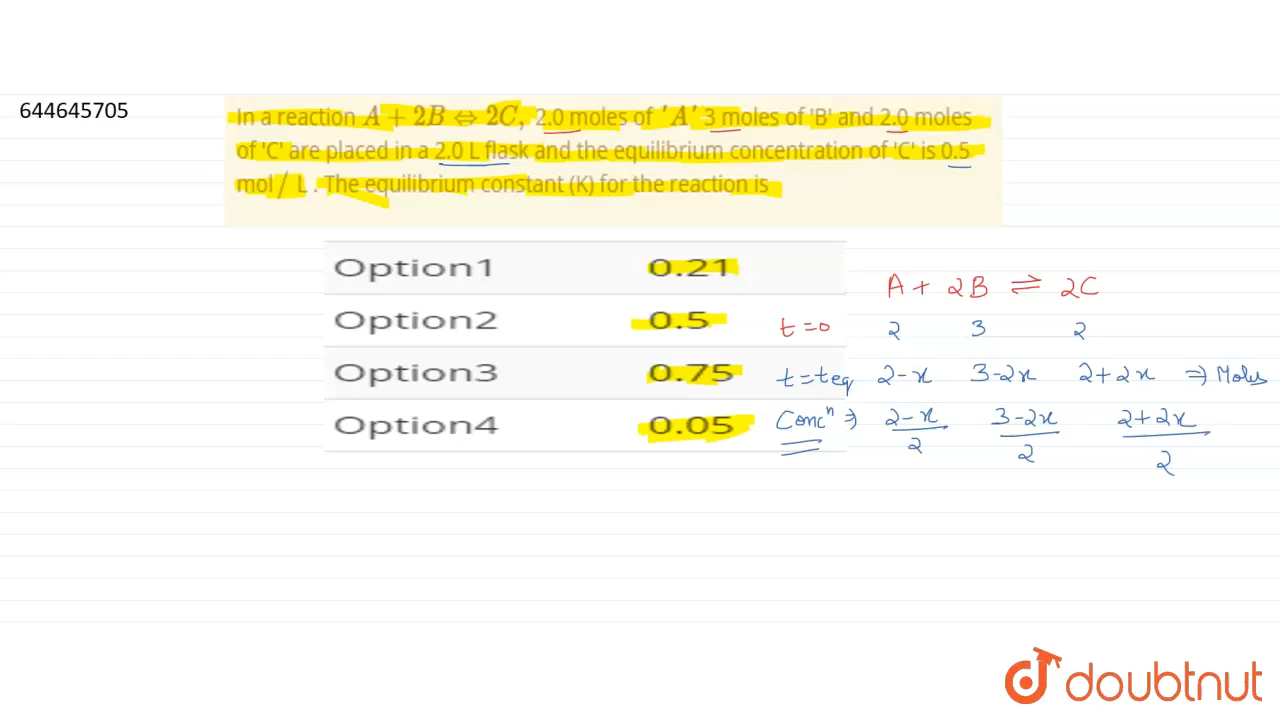 644645705
In a reaction A + 2B ⇔ 2C, 2.0 moles of 'A' 3 moles of 'B' and 2.0 moles
of 'C' are placed in a 2.0 L flask and the equilibrium concentration of 'C' is 0.5
mol/ L . The equilibrium constant (K) for the reaction is
Option1 0.21
Option2 0.5
Option3 0.75
Option4 0.05
A + 2B ⇌ 2C
t=0 2 3 2
t=teq 2-x 3-2x 2+2x ⇒ Moles
Concⁿ ⇒ 2-x/2 3-2x/2 2+2x/2
doubtnut